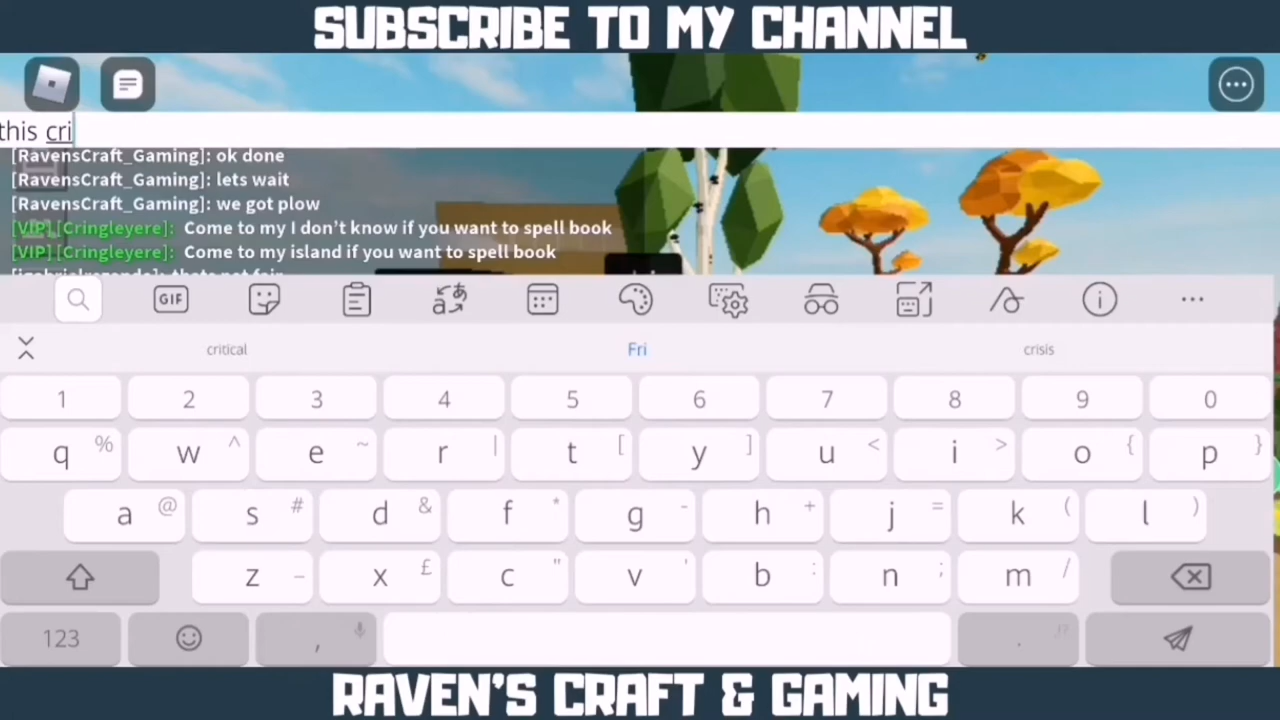 SUBSCRIBE TO MY CHANNEL
this cri
[RavensCraft_Gaming]: ok done
[RavensCraft_Gaming]: lets wait
[RavensCraft_Gaming]: we got plow
[VIP] [Cringleyere]: Come to my I don't know if you want to spell book
[VIP] [Cringleyere]: Come to my island if you want to spell book
GIF
critical Fri crisis
1 2 3 4 5 6 7 8 9 0
q % w ^ e ~ r | t [ y ] u < i > o { p }
a @ s # d & f * g - h + j = k ( l )
z _ x £ c " v ' b : n ; m /
123 , . !?
RAVEN'S CRAFT & GAMING